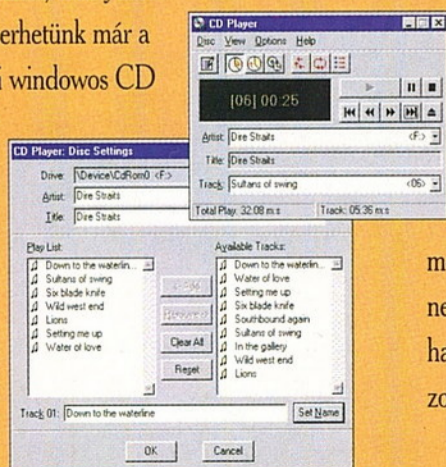 erhetünk már a
i windowos CD
CD Player
Disc View Options Help
[06] 00:25
Artist: Dire Straits <F:>
Title: Dire Straits
Track: Sultans of swing <06>
Total Play: 32:08 m:s Track: 05:36 m:s
CD Player: Disc Settings
Drive: \Device\CdRom0 <F:>
Artist: Dire Straits
Title: Dire Straits
Play List:
Down to the waterlin...
Sultans of swing
Six blade knife
Wild west end
Lions
Setting me up
Water of love
Clear All
Reset
Available Tracks:
Down to the waterlin...
Water of love
Setting me up
Six blade knife
Southbound again
Sultans of swing
In the gallery
Wild west end
Lions
Track 01: Down to the waterline
Set Name
OK Cancel
m
ne
ha
zo